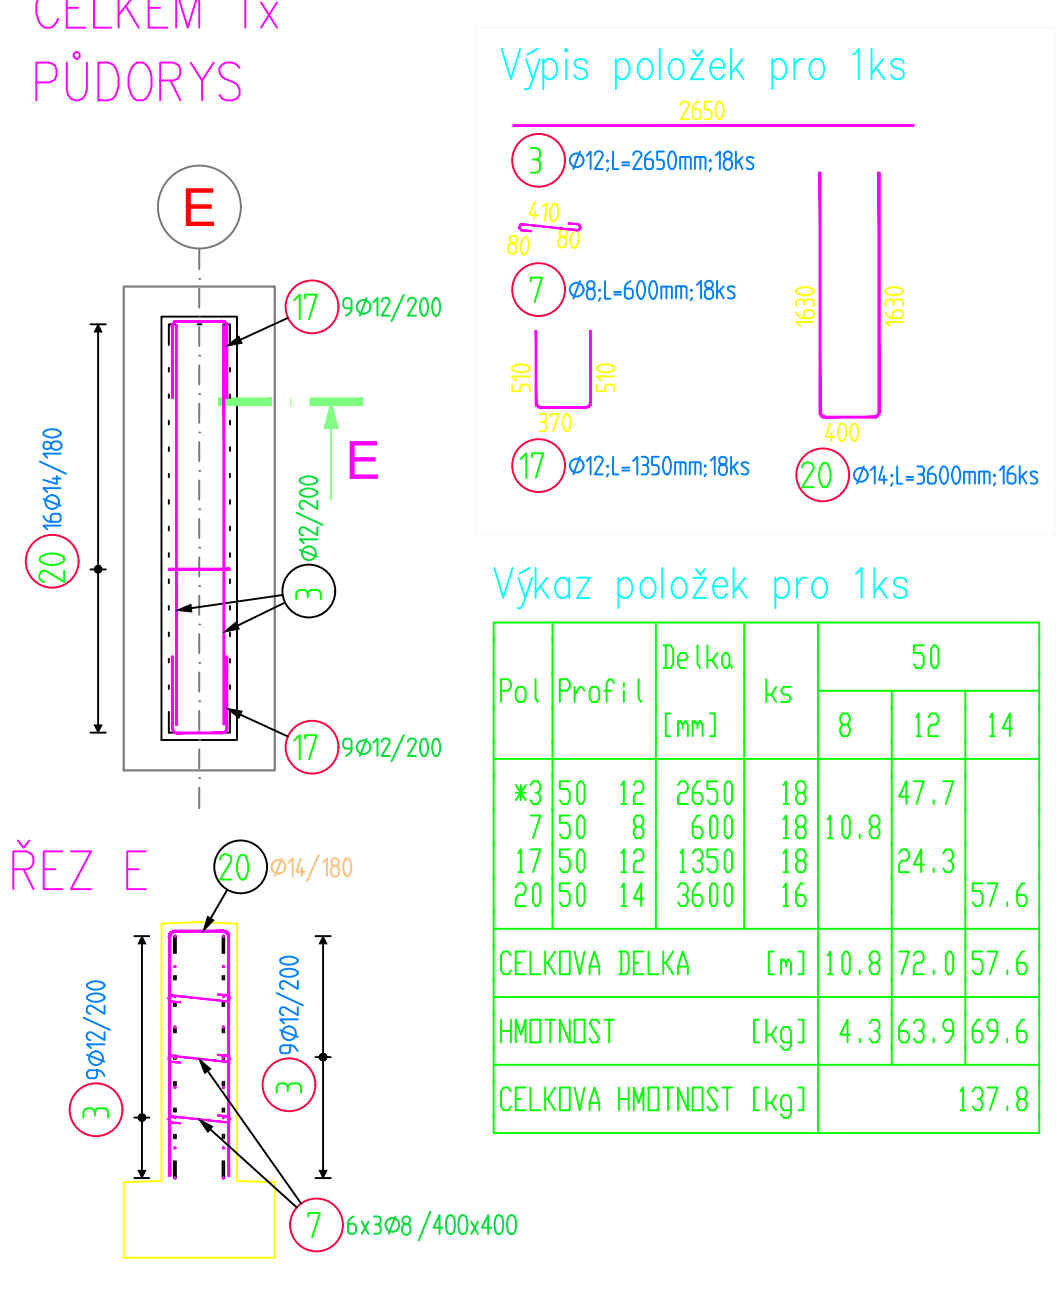 CELKEM 1x
PŮDORYS
E
17 9Ø12/200
16Ø14/180
20
E
Ø12/200
3
17 9Ø12/200
ŘEZ E
20 Ø14/180
9Ø12/200
3
9Ø12/200
3
7 6x3Ø8 /400x400
Výpis položek pro 1ks
2650
3 Ø12;L=2650mm;18ks
410
80 80
7 Ø8;L=600mm;18ks
510 510
370
17 Ø12;L=1350mm;18ks
1630 1630
400
20 Ø14;L=3600mm;16ks
Výkaz položek pro 1ks
Pol Profil Delka [mm] ks 50
8 12 14
*3 50 12 2650 18 47.7
7 50 8 600 18 10.8
17 50 12 1350 18 24.3
20 50 14 3600 16 57.6
CELKOVA DELKA [m] 10.8 72.0 57.6
HMOTNOST [kg] 4.3 63.9 69.6
CELKOVA HMOTNOST [kg] 137.8